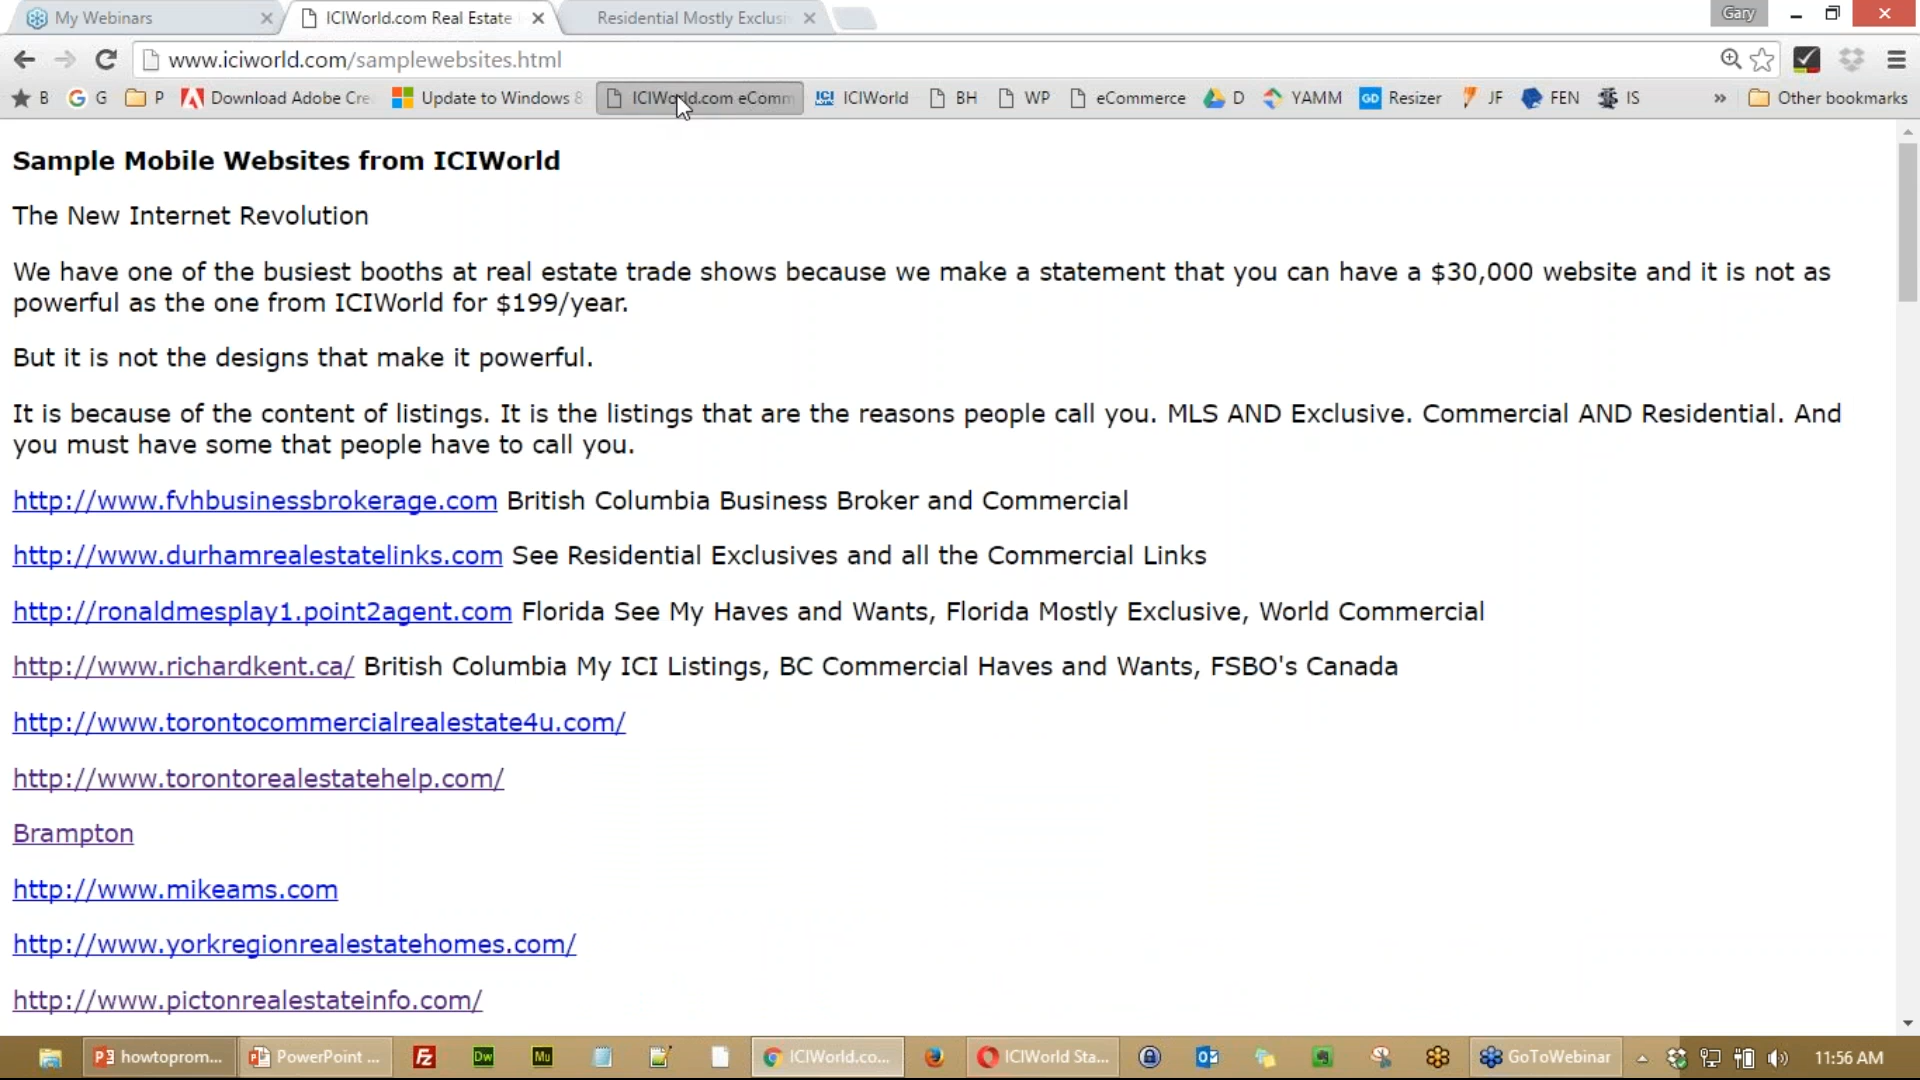 My Webinars
ICIWorld.com Real Estate
Residential Mostly Exclusi
Gary
www.iciworld.com/samplewebsites.html
B
G
P
Download Adobe Cre
Update to Windows 8
ICIWorld.com eComm
ICIWorld
BH
WP
eCommerce
D
YAMM
GD Resizer
JF
FEN
IS
» Other bookmarks
Sample Mobile Websites from ICIWorld
The New Internet Revolution
We have one of the busiest booths at real estate trade shows because we make a statement that you can have a $30,000 website and it is not as
powerful as the one from ICIWorld for $199/year.
But it is not the designs that make it powerful.
It is because of the content of listings. It is the listings that are the reasons people call you. MLS AND Exclusive. Commercial AND Residential. And
you must have some that people have to call you.
http://www.fvhbusinessbrokerage.com British Columbia Business Broker and Commercial
http://www.durhamrealestatelinks.com See Residential Exclusives and all the Commercial Links
http://ronaldmesplay1.point2agent.com Florida See My Haves and Wants, Florida Mostly Exclusive, World Commercial
http://www.richardkent.ca/ British Columbia My ICI Listings, BC Commercial Haves and Wants, FSBO's Canada
http://www.torontocommercialrealestate4u.com/
http://www.torontorealestatehelp.com/
Brampton
http://www.mikeams.com
http://www.yorkregionrealestatehomes.com/
http://www.pictonrealestateinfo.com/
howtoprom...
PowerPoint ...
Fz
Dw
Mu
ICIWorld.co...
ICIWorld Sta...
GoToWebinar
11:56 AM